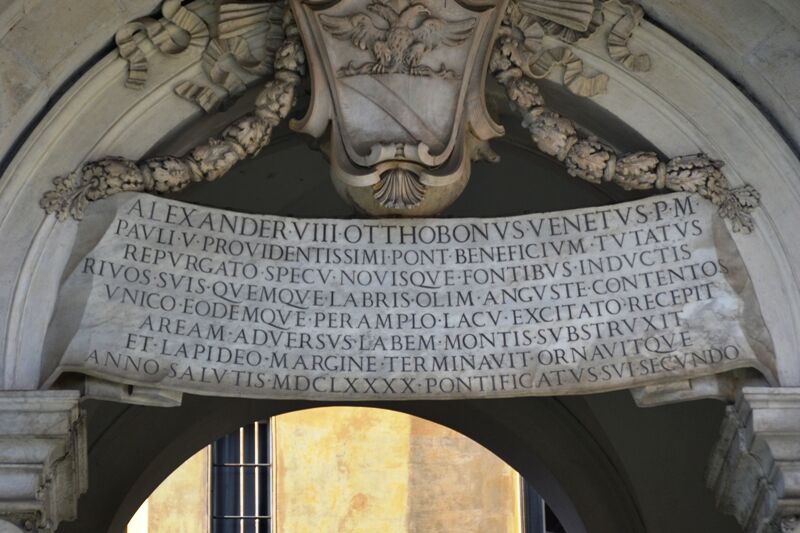 ALEXANDER·VIII·OTTHOBONVS·VENETVS·P·M·
PAVLI·V·PROVIDENTISSIMI·PONT·BENEFICIVM·TVTATVS
REPVRGATO·SPECV·NOVISQVE·FONTIBVS·INDVCTIS
RIVOS·SVIS·QVEMQVE·LABRIS·OLIM·ANGVSTE·CONTENTOS
VNICO·EODEMQVE·PERAMPLO·LACV·EXCITATO·RECEPIT
AREAM·ADVERSVS·LABEM·MONTIS·SVBSTRVXIT
ET·LAPIDEO·MARGINE·TERMINAVIT·ORNAVITQVE
ANNO·SALVTIS·MDCLXXXX·PONTIFICATVS·SVI·SECVNDO